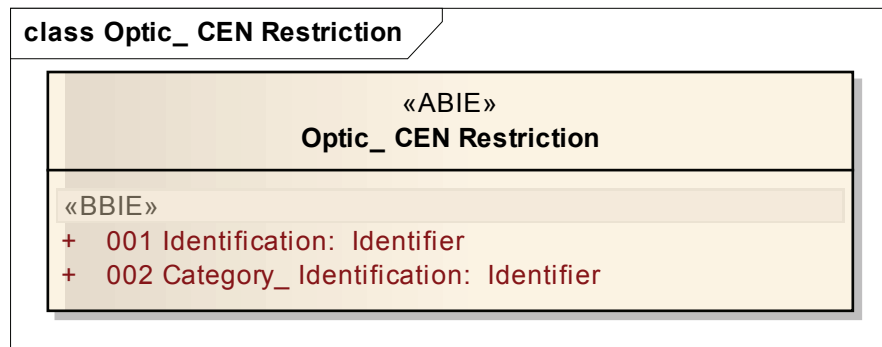 class Optic_ CEN Restriction
«ABIE»
Optic_ CEN Restriction
«BBIE»
+ 001 Identification: Identifier
+ 002 Category_ Identification: Identifier